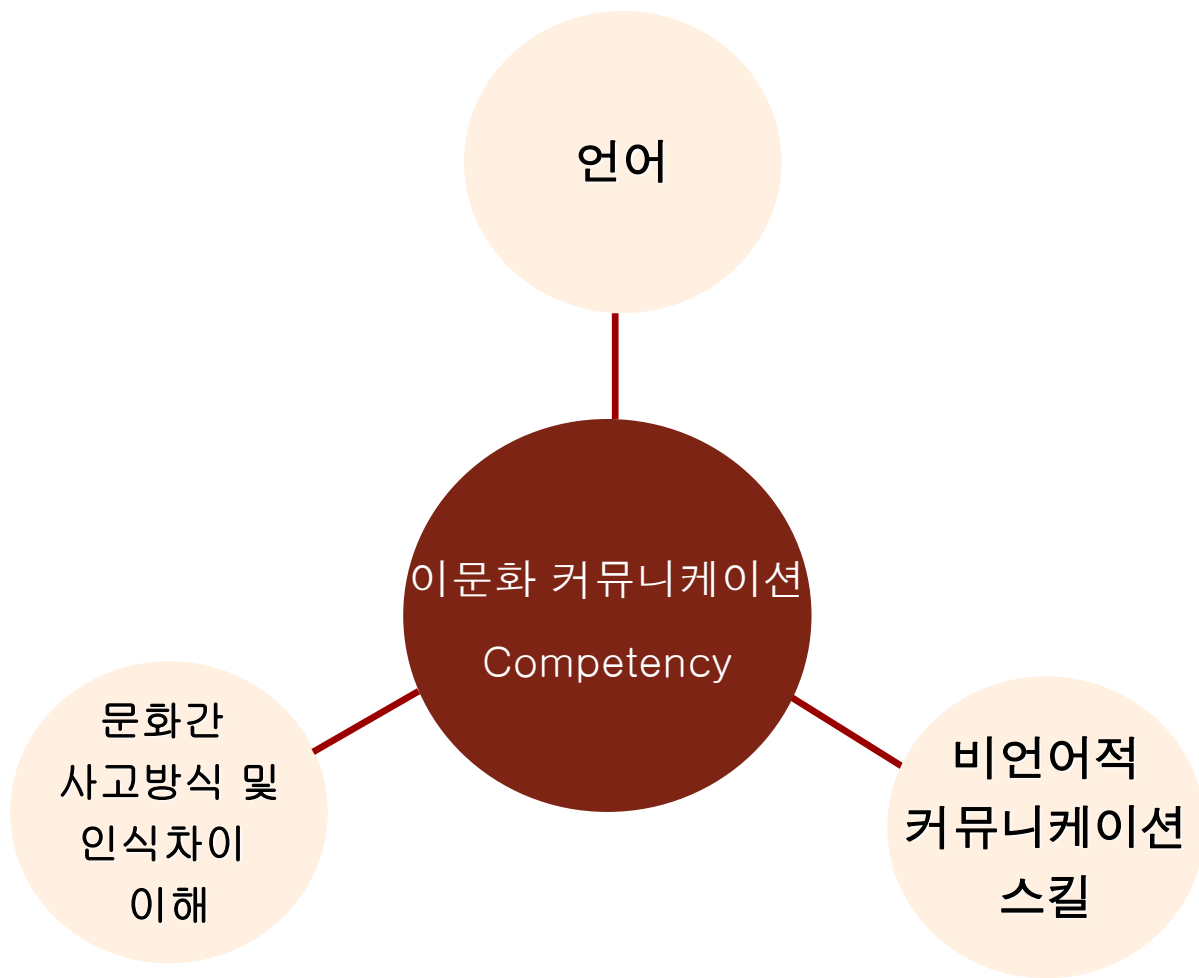 언어
이문화 커뮤니케이션
Competency
문화간
사고방식 및
인식차이
이해
비언어적
커뮤니케이션
스킬